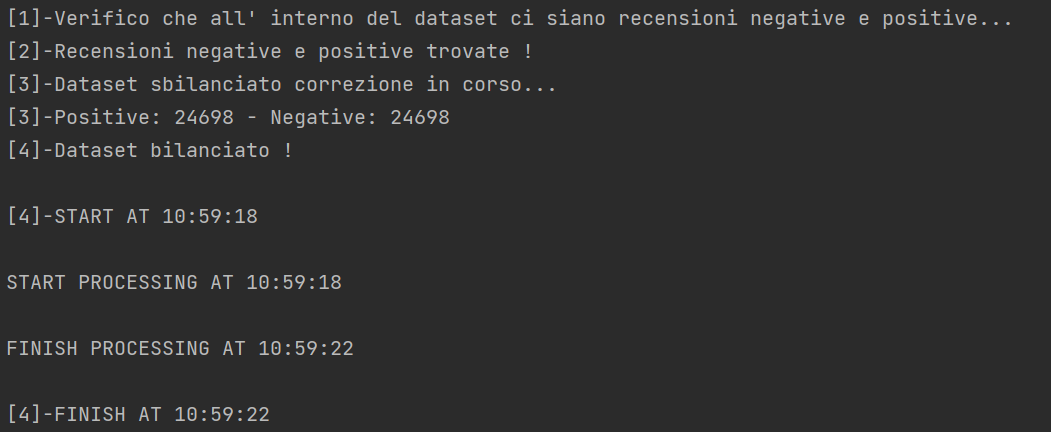 [1]-Verifico che all' interno del dataset ci siano recensioni negative e positive...
[2]-Recensioni negative e positive trovate !
[3]-Dataset sbilanciato correzione in corso...
[3]-Positive: 24698 - Negative: 24698
[4]-Dataset bilanciato !
[4]-START AT 10:59:18
START PROCESSING AT 10:59:18
FINISH PROCESSING AT 10:59:22
[4]-FINISH AT 10:59:22